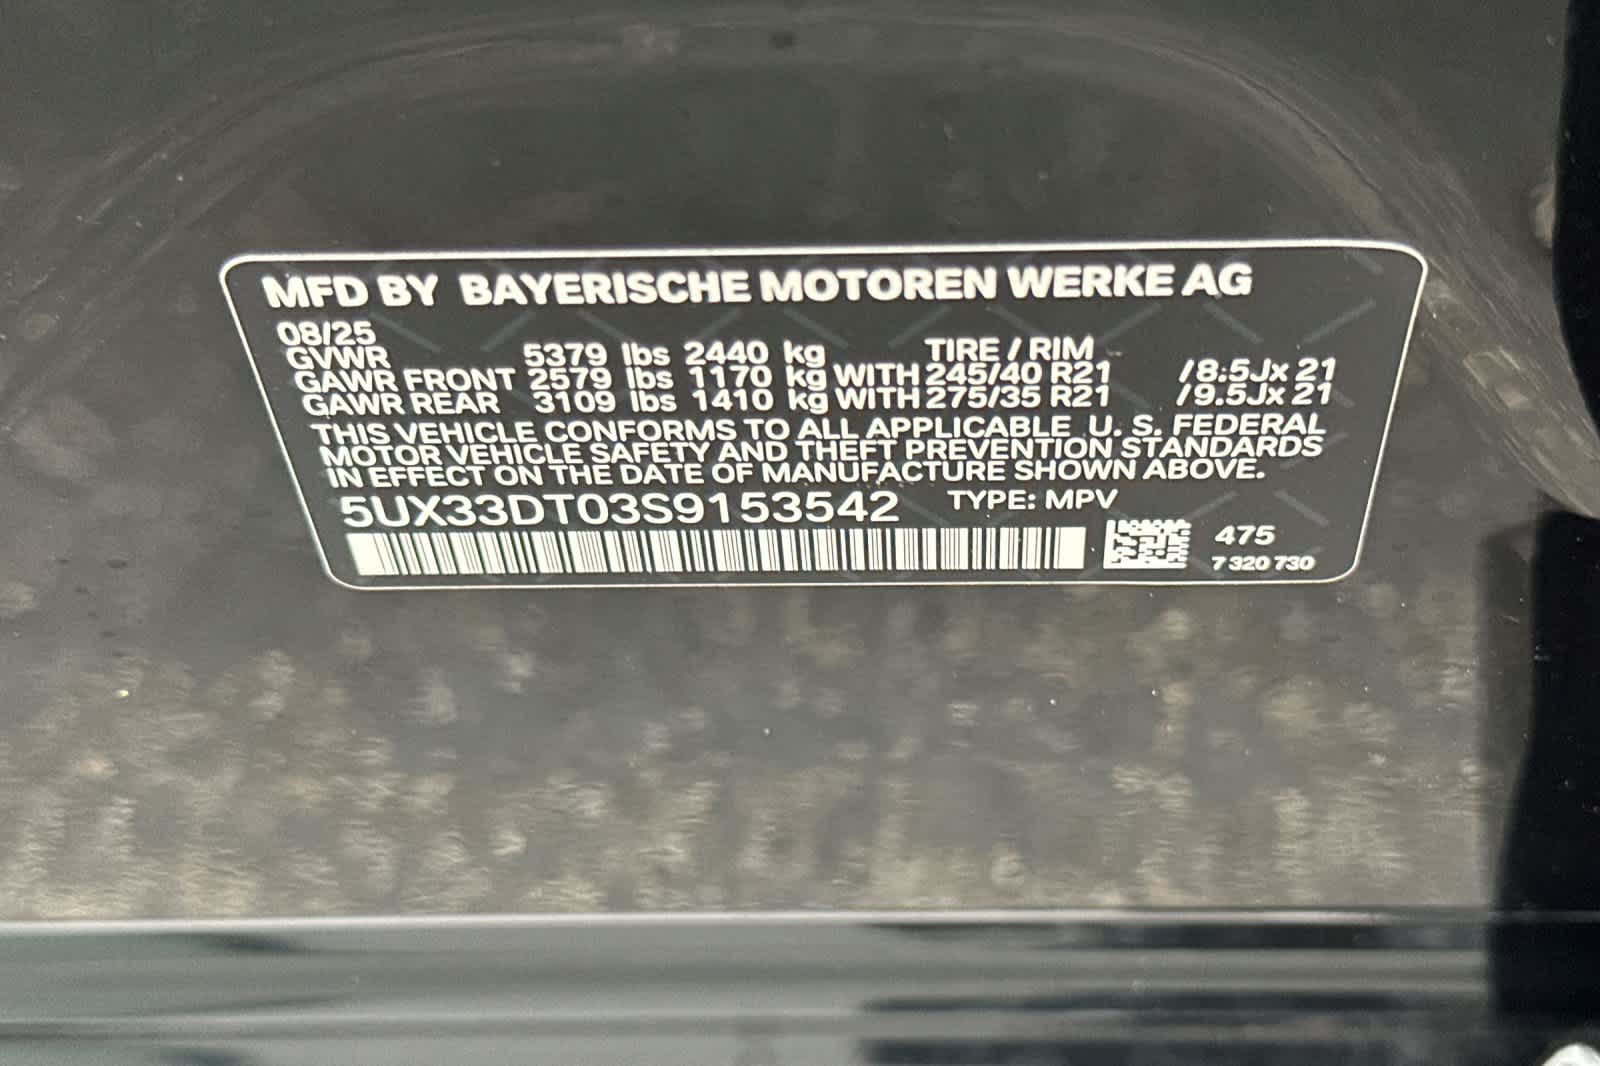 MFD BY BAYERISCHE MOTOREN WERKE AG
08/25
GVWR 5379 lbs 2440 kg TIRE / RIM
GAWR FRONT 2579 lbs 1170 kg WITH 245/40 R21 /8.5Jx 21
GAWR REAR 3109 lbs 1410 kg WITH 275/35 R21 /9.5Jx 21
THIS VEHICLE CONFORMS TO ALL APPLICABLE U. S. FEDERAL
MOTOR VEHICLE SAFETY AND THEFT PREVENTION STANDARDS
IN EFFECT ON THE DATE OF MANUFACTURE SHOWN ABOVE.
5UX33DT03S9153542 TYPE: MPV
475
7 320 730